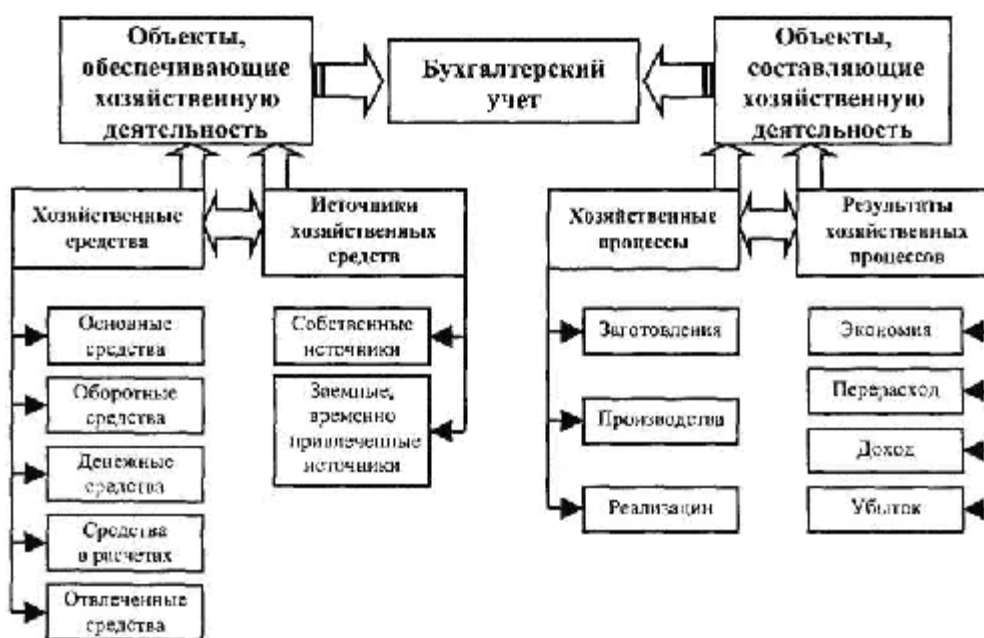 Объекты,
обеспечивающие
хозяйственную
деятельность
Бухгалтерский
учет
Объекты,
составляющие
хозяйственную
деятельность
Хозяйственные
средства
Источники
хозяйственных
средств
Хозяйственные
процессы
Результаты
хозяйственных
процессов
Основные
средства
Оборотные
средства
Денежные
средства
Средства
в расчетах
Отвлеченные
средства
Собственные
источники
Заемные,
временно
привлеченные
источники
Заготовления
Производства
Реализации
Экономия
Перерасход
Доход
Убыток